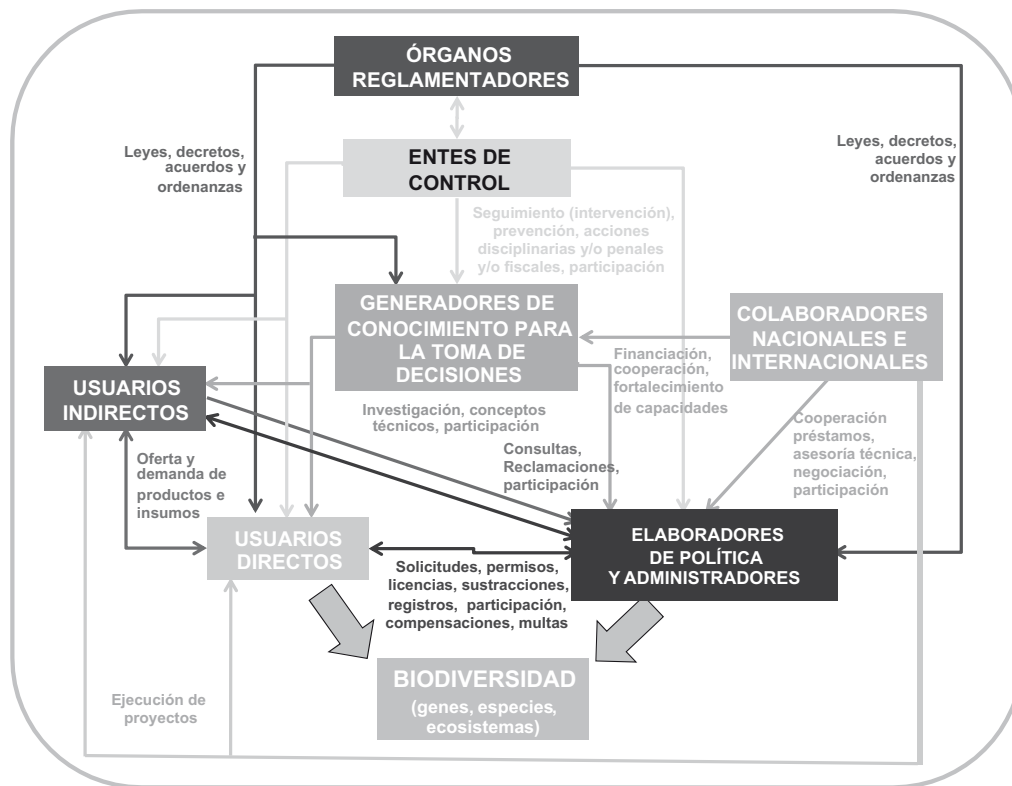 ÓRGANOS
REGLAMENTADORES
Leyes, decretos,
acuerdos y
ordenanzas
ENTES DE
CONTROL
Leyes, decretos,
acuerdos y
ordenanzas
Seguimiento (intervención),
prevención, acciones
disciplinarias y/o penales
y/o fiscales, participación
GENERADORES DE
CONOCIMIENTO PARA
LA TOMA DE
DECISIONES
COLABORADORES
NACIONALES E
INTERNACIONALES
Financiación,
cooperación,
fortalecimiento
de capacidades
USUARIOS
INDIRECTOS
Investigación, conceptos
técnicos, participación
Cooperación
préstamos,
asesoría técnica,
negociación,
participación
Consultas,
Reclamaciones,
participación
Oferta y
demanda de
productos e
insumos
USUARIOS
DIRECTOS
ELABORADORES
DE POLÍTICA
Y ADMINISTRADORES
Solicitudes, permisos,
licencias, sustracciones,
registros, participación,
compensaciones, multas
BIODIVERSIDAD
(genes, especies,
ecosistemas)
Ejecución de
proyectos